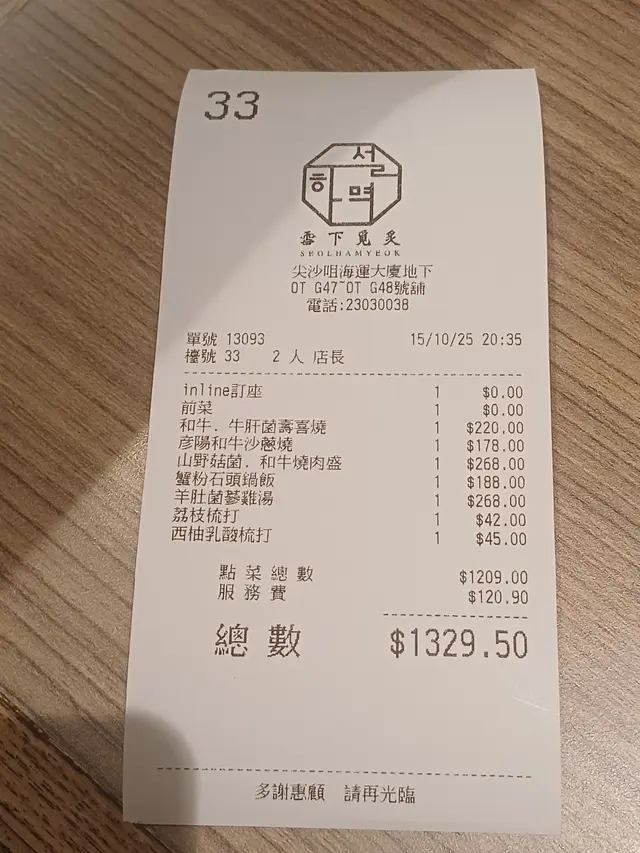 33
설
하 멱
雪下覓炙
SEOLHAMYEOK
尖沙咀海運大廈地下
OT G47~OT G48號舖
電話:23030038
單號 13093 15/10/25 20:35
檯號 33 2 人 店長
inline訂座 1 $0.00
前菜 1 $0.00
和牛. 牛肝菌壽喜燒 1 $220.00
彦陽和牛沙蔥燒 1 $178.00
山野菇菌. 和牛燒肉盛 1 $268.00
蟹粉石頭鍋飯 1 $188.00
羊肚菌蔘雞湯 1 $268.00
荔枝梳打 1 $42.00
西柚乳酸梳打 1 $45.00
點菜總數 $1209.00
服務費 $120.90
總數 $1329.50
多謝惠顧 請再光臨